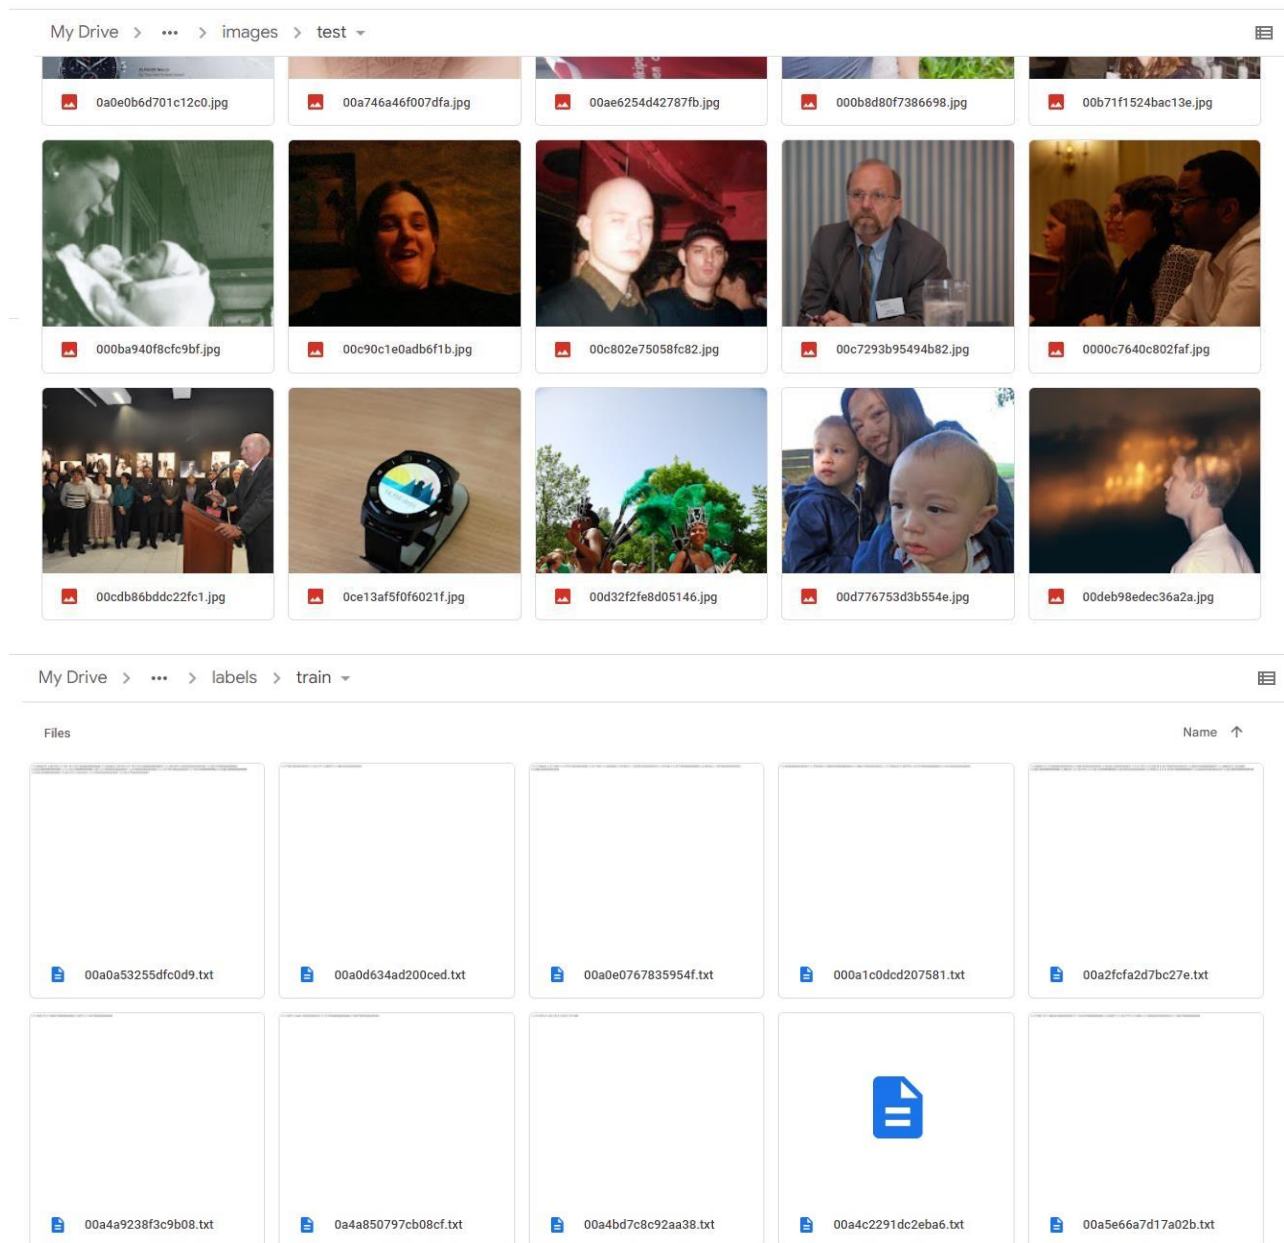 My Drive > ... > images > test
0a0e0b6d701c12c0.jpg 00a746a46f007dfa.jpg 00ae6254d42787fb.jpg 000b8d80f7386698.jpg 00b71f1524bac13e.jpg
000ba940f8cfc9bf.jpg 00c90c1e0adb6f1b.jpg 00c802e75058fc82.jpg 00c7293b95494b82.jpg 0000c7640c802faf.jpg
00cdb86bddc22fc1.jpg 0ce13af5f0f6021f.jpg 00d32f2fe8d05146.jpg 00d776753d3b554e.jpg 00deb98edec36a2a.jpg
My Drive > ... > labels > train
Files Name
00a0a53255dfc0d9.txt 00a0d634ad200ced.txt 00a0e0767835954f.txt 000a1c0dcd207581.txt 00a2fcfa2d7bc27e.txt
00a4a9238f3c9b08.txt 0a4a850797cb08cf.txt 00a4bd7c8c92aa38.txt 00a4c2291dc2eba6.txt 00a5e66a7d17a02b.txt